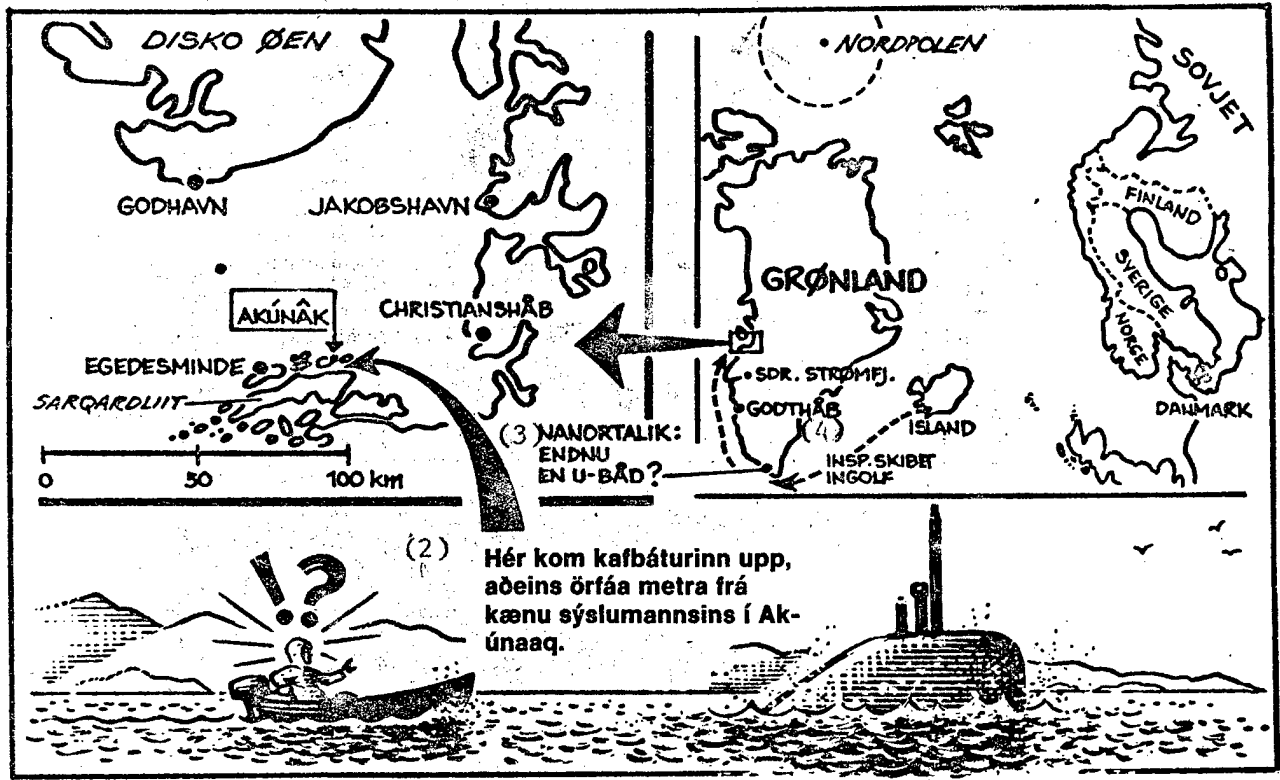 DISKO ØEN
GODHAVN
JAKOBSHAVN
AKÚNÂK
CHRISTIANSHÅB
EGEDESMINDE
SARQARDLIIT
0 50 100 km
NORDPOLEN
SOVJET
FINLAND
SVERIGE
NORGE
DANMARK
GRØNLAND
SDR. STRØMFJ.
GODTHÅB
(4)
ISLAND
INSP. SKIBET
INGOLF
(3) NANORTALIK:
ENDNU
EN U-BÅD?
(2)
!?
Hér kom kafbáturinn upp,
aðeins örfáa metra frá
kænu sýslumannsins í Ak-
únaaq.